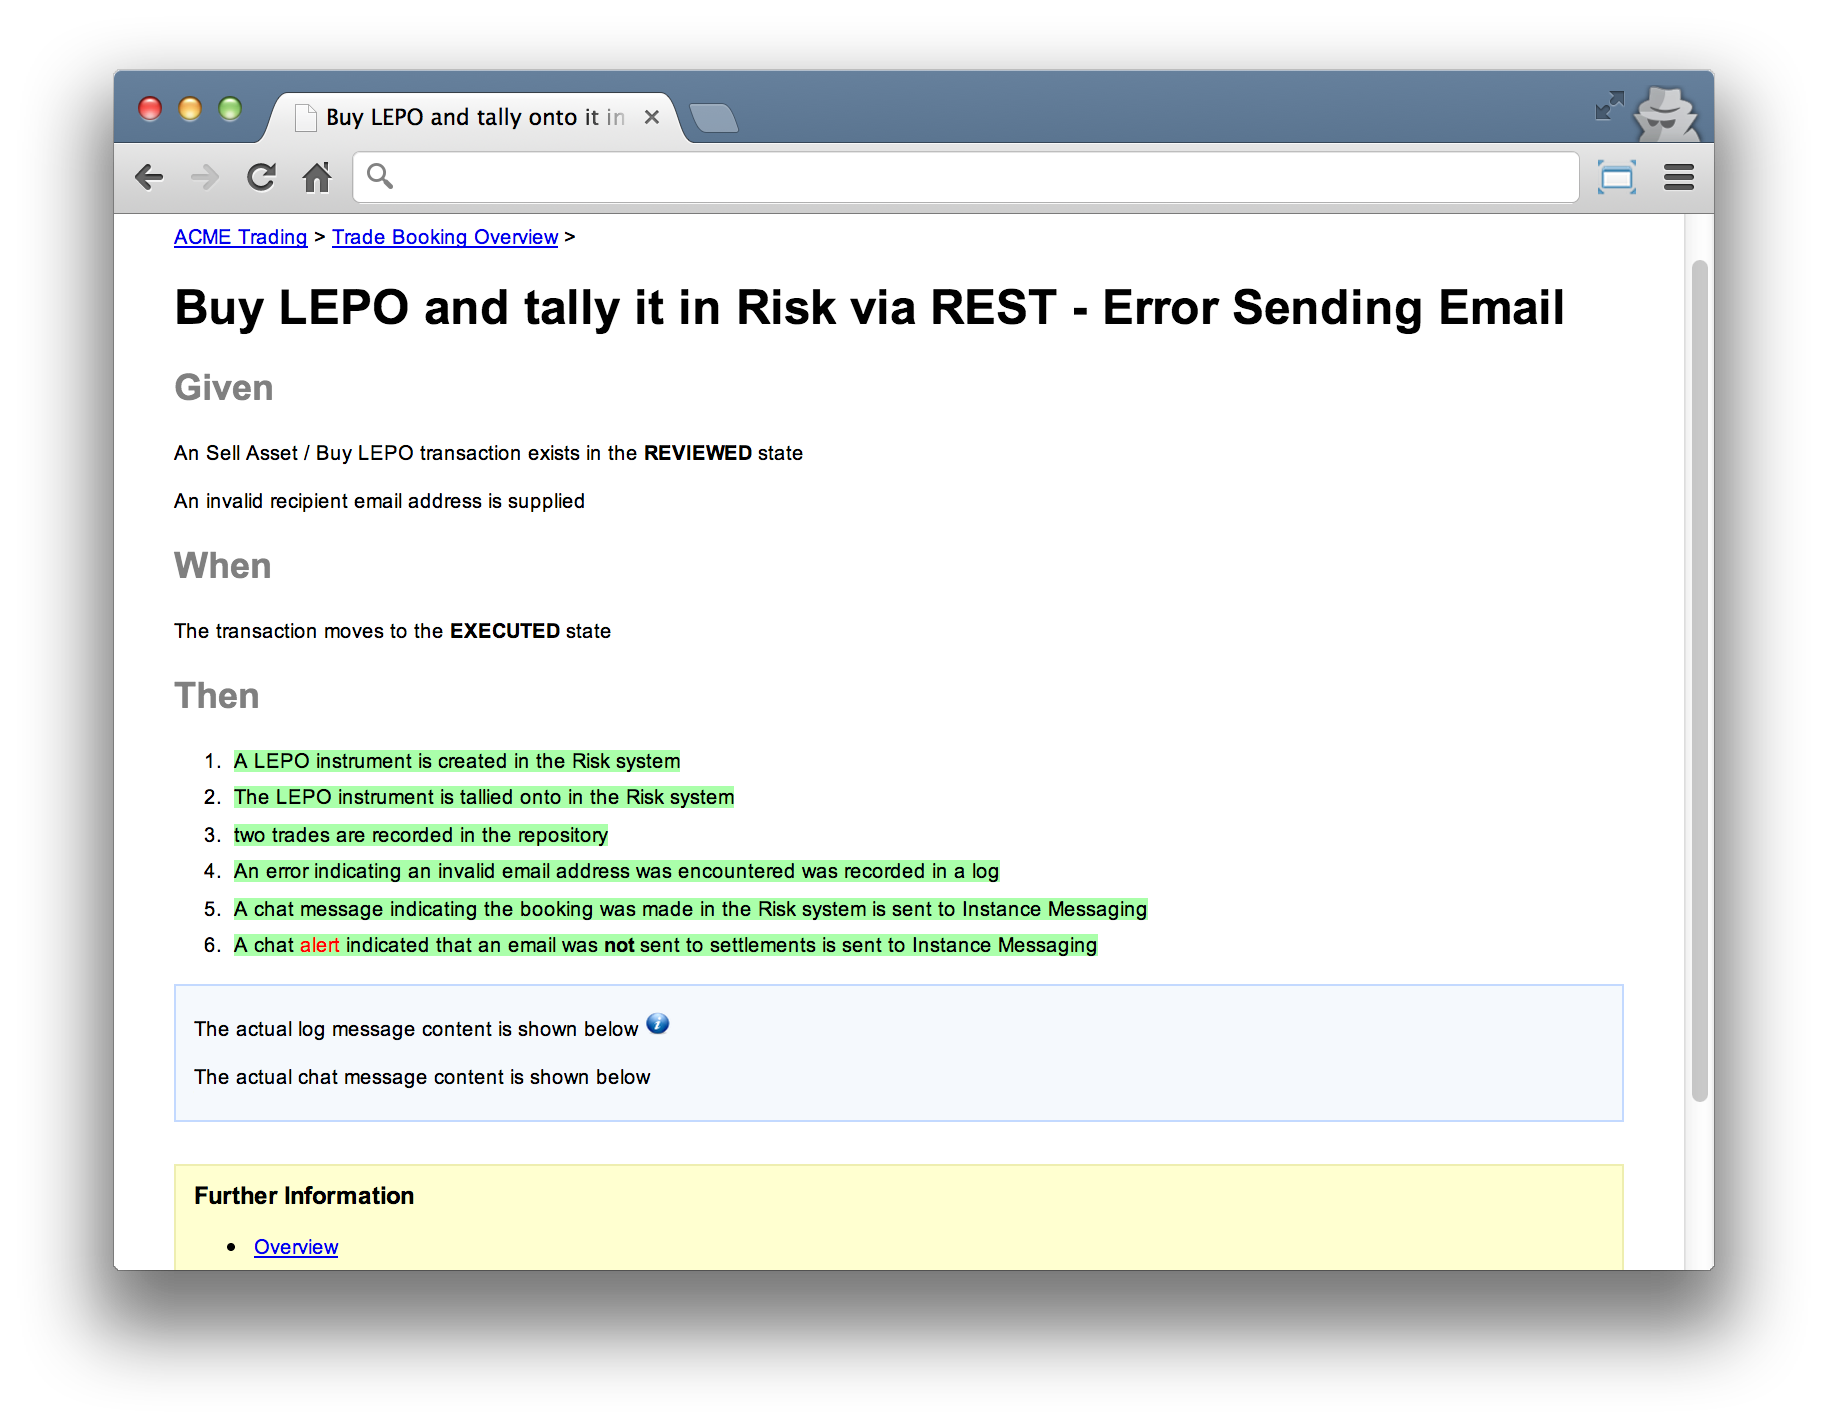 Buy LEPO and tally onto it in
ACME Trading > Trade Booking Overview >
Buy LEPO and tally it in Risk via REST - Error Sending Email
Given
An Sell Asset / Buy LEPO transaction exists in the REVIEWED state
An invalid recipient email address is supplied
When
The transaction moves to the EXECUTED state
Then
1. A LEPO instrument is created in the Risk system
2. The LEPO instrument is tallied onto in the Risk system
3. two trades are recorded in the repository
4. An error indicating an invalid email address was encountered was recorded in a log
5. A chat message indicating the booking was made in the Risk system is sent to Instance Messaging
6. A chat alert indicated that an email was not sent to settlements is sent to Instance Messaging
The actual log message content is shown below
The actual chat message content is shown below
Further Information
• Overview